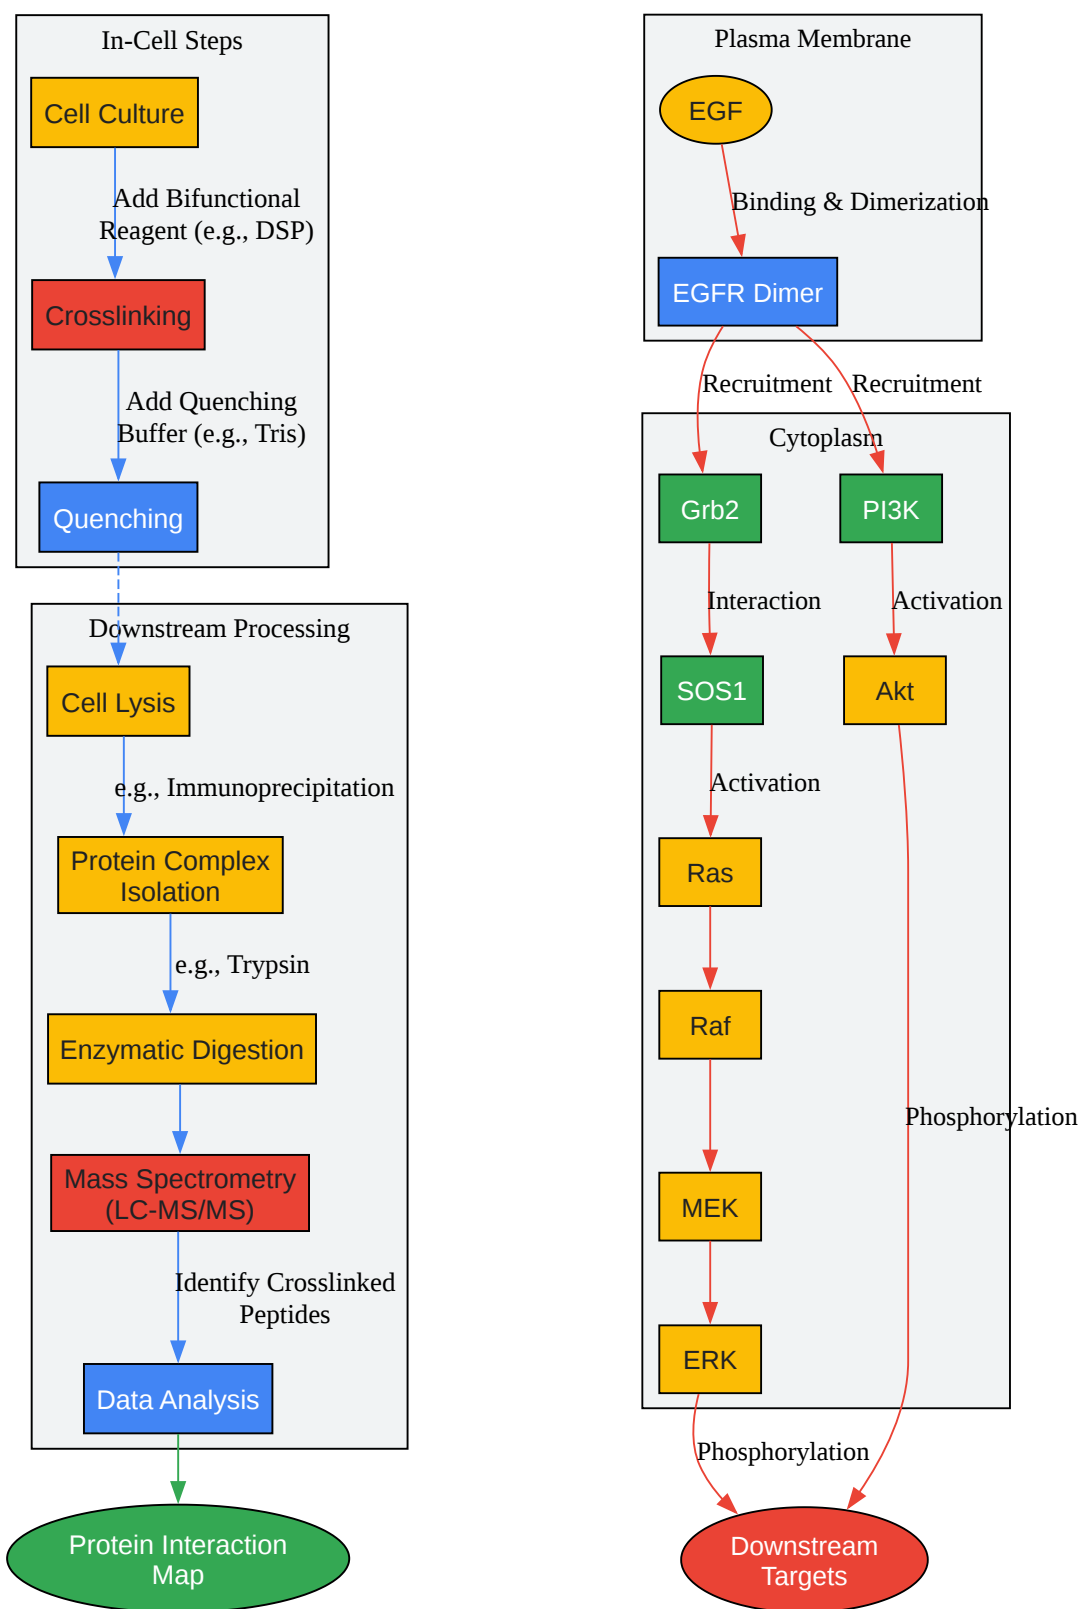 In-Cell Steps
Cell Culture
Add Bifunctional
Reagent (e.g., DSP)
Crosslinking
Add Quenching
Buffer (e.g., Tris)
Quenching
Downstream Processing
Cell Lysis
e.g., Immunoprecipitation
Protein Complex
Isolation
e.g., Trypsin
Enzymatic Digestion
Mass Spectrometry
(LC-MS/MS)
Identify Crosslinked
Peptides
Data Analysis
Protein Interaction
Map
Plasma Membrane
EGF
Binding & Dimerization
EGFR Dimer
Recruitment
Recruitment
Cytoplasm
Grb2
PI3K
Interaction
Activation
SOS1
Akt
Activation
Ras
Raf
Phosphorylation
MEK
ERK
Phosphorylation
Downstream
Targets